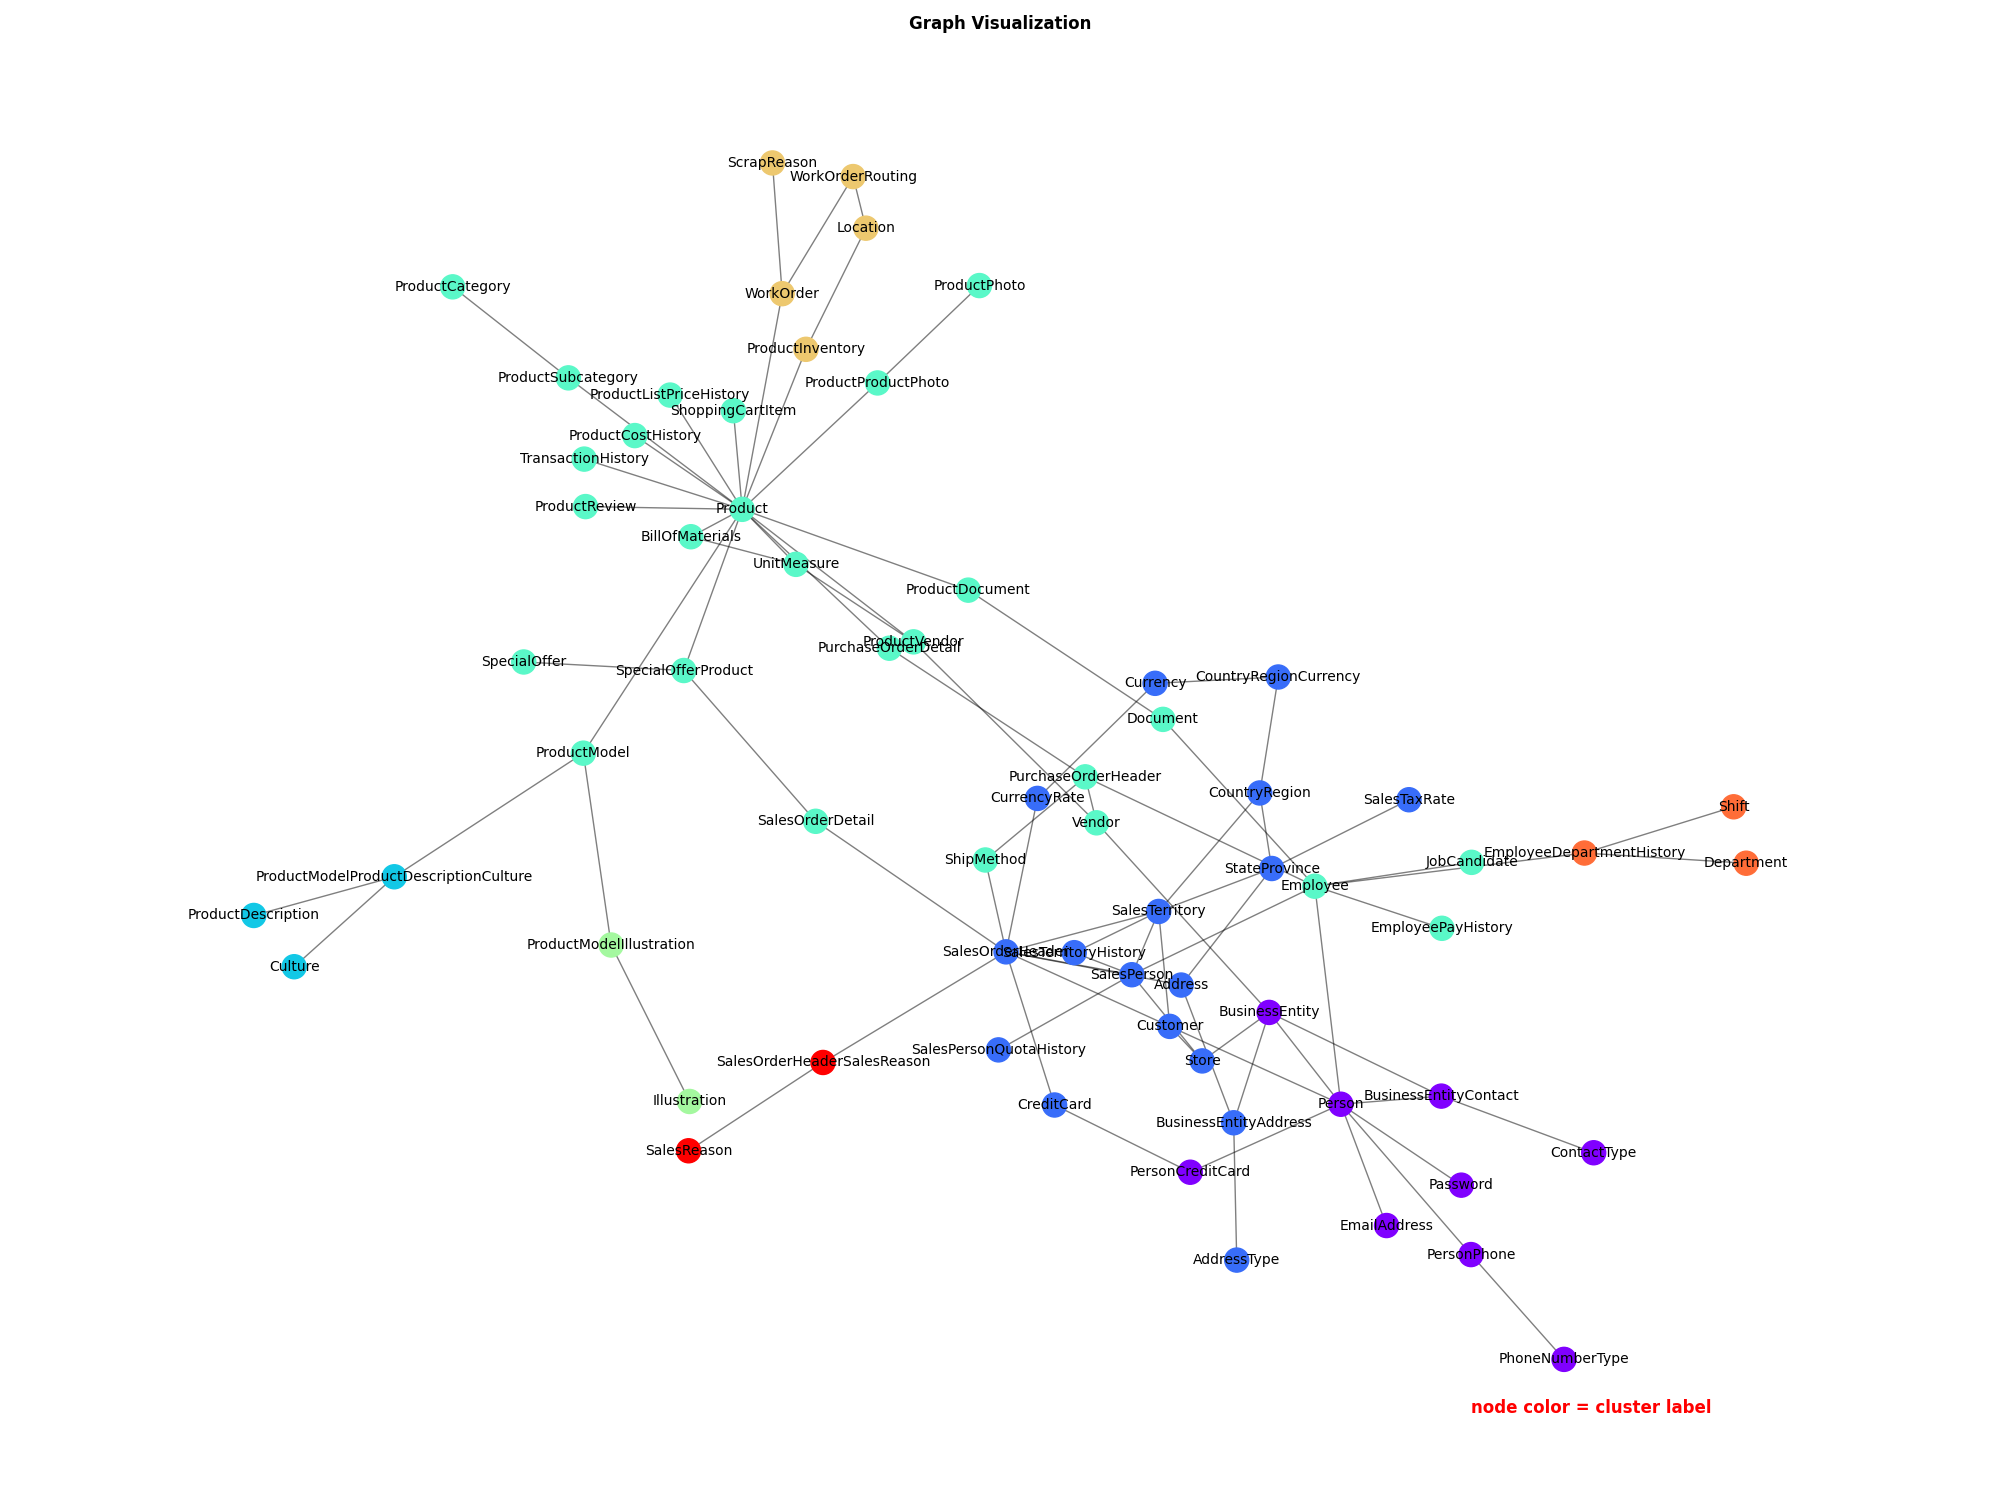 Graph Visualization
ScrapReason
WorkOrderRouting
Location
ProductCategory
ProductPhoto
WorkOrder
ProductInventory
ProductSubcategory
ProductProductPhoto
ProductListPriceHistory
ShoppingCartItem
ProductCostHistory
TransactionHistory
ProductReview
Product
BillOfMaterials
UnitMeasure
ProductDocument
ProductVendor
PurchaseOrderDetail
SpecialOffer
SpecialOfferProduct
Currency
CountryRegionCurrency
Document
ProductModel
PurchaseOrderHeader
CurrencyRate
CountryRegion
SalesTaxRate
Shift
SalesOrderDetail
Vendor
ShipMethod
EmployeeDepartmentHistory
JobCandidate
Department
StateProvince
Employee
ProductModelProductDescriptionCulture
ProductDescription
SalesTerritory
EmployeePayHistory
ProductModelIllustration
SalesOrderHeader
SalesTerritoryHistory
Culture
SalesPerson
Address
BusinessEntity
Customer
SalesPersonQuotaHistory
Store
SalesOrderHeaderSalesReason
Illustration
CreditCard
Person
BusinessEntityContact
BusinessEntityAddress
SalesReason
ContactType
PersonCreditCard
Password
EmailAddress
PersonPhone
AddressType
PhoneNumberType
node color = cluster label